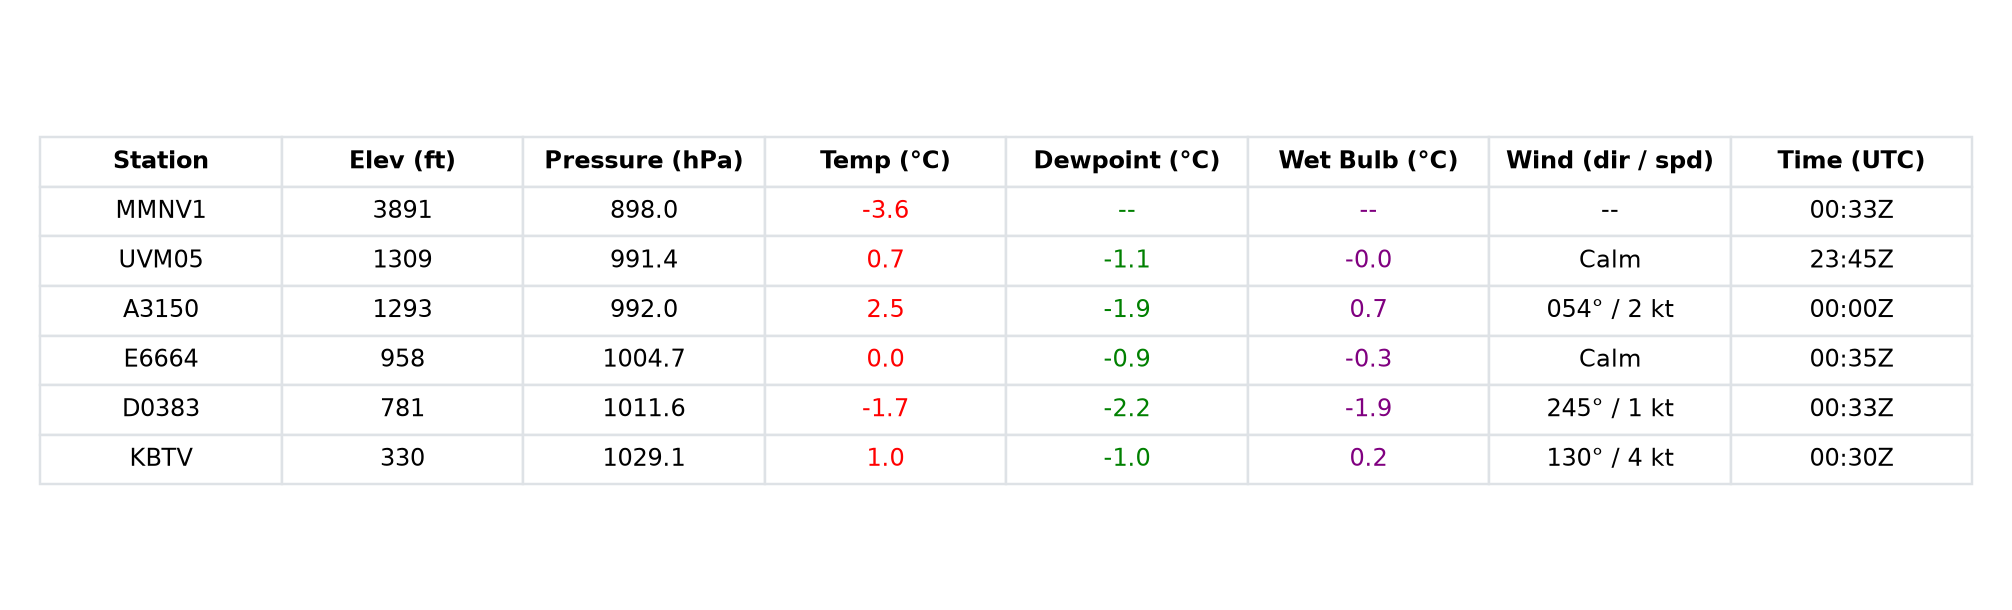 Station Elev (ft) Pressure (hPa) Temp (°C) Dewpoint (°C) Wet Bulb (°C) Wind (dir / spd) Time (UTC)
MMNV1 3891 898.0 -3.6 -- -- -- 00:33Z
UVM05 1309 991.4 0.7 -1.1 -0.0 Calm 23:45Z
A3150 1293 992.0 2.5 -1.9 0.7 054° / 2 kt 00:00Z
E6664 958 1004.7 0.0 -0.9 -0.3 Calm 00:35Z
D0383 781 1011.6 -1.7 -2.2 -1.9 245° / 1 kt 00:33Z
KBTV 330 1029.1 1.0 -1.0 0.2 130° / 4 kt 00:30Z